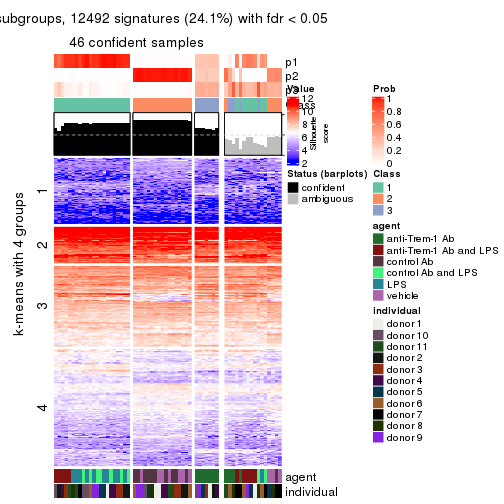 subgroups, 12492 signatures (24.1%) with fdr < 0.05
46 confident samples
p1
p2
Value
12
10
8
6
4
2
Silhouette
score
Prob
1
0.8
0.6
0.4
0.2
0
Status (barplots)
confident
ambiguous
Class
1
2
3
agent
anti-Trem-1 Ab
anti-Trem-1 Ab and LPS
control Ab
control Ab and LPS
LPS
vehicle
individual
donor 1
donor 10
donor 11
donor 2
donor 3
donor 4
donor 5
donor 6
donor 7
donor 8
donor 9
k-means with 4 groups
1
2
3
4
agent
individual